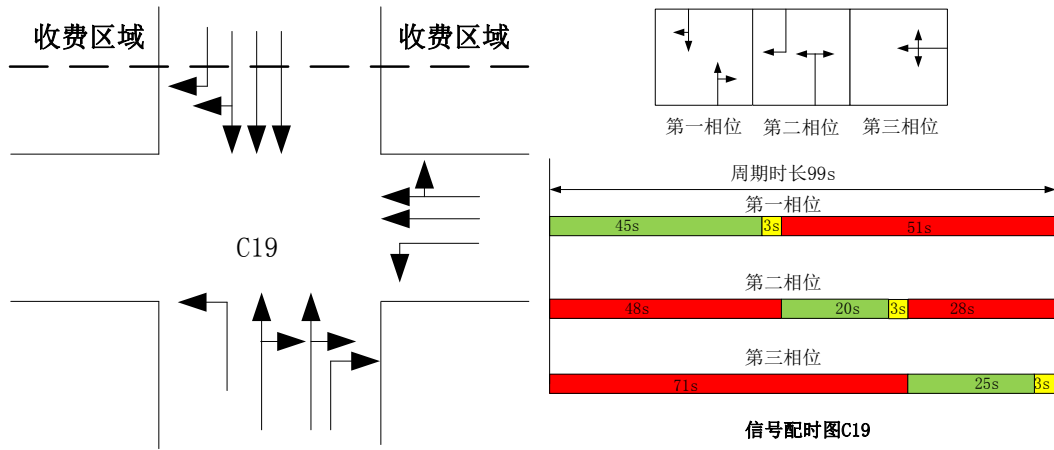 收费区域
收费区域
C19
第一相位
第二相位
第三相位
周期时长99s
第一相位
45s
3s
51s
第二相位
48s
20s
3s
28s
第三相位
71s
25s
3s
信号配时图C19